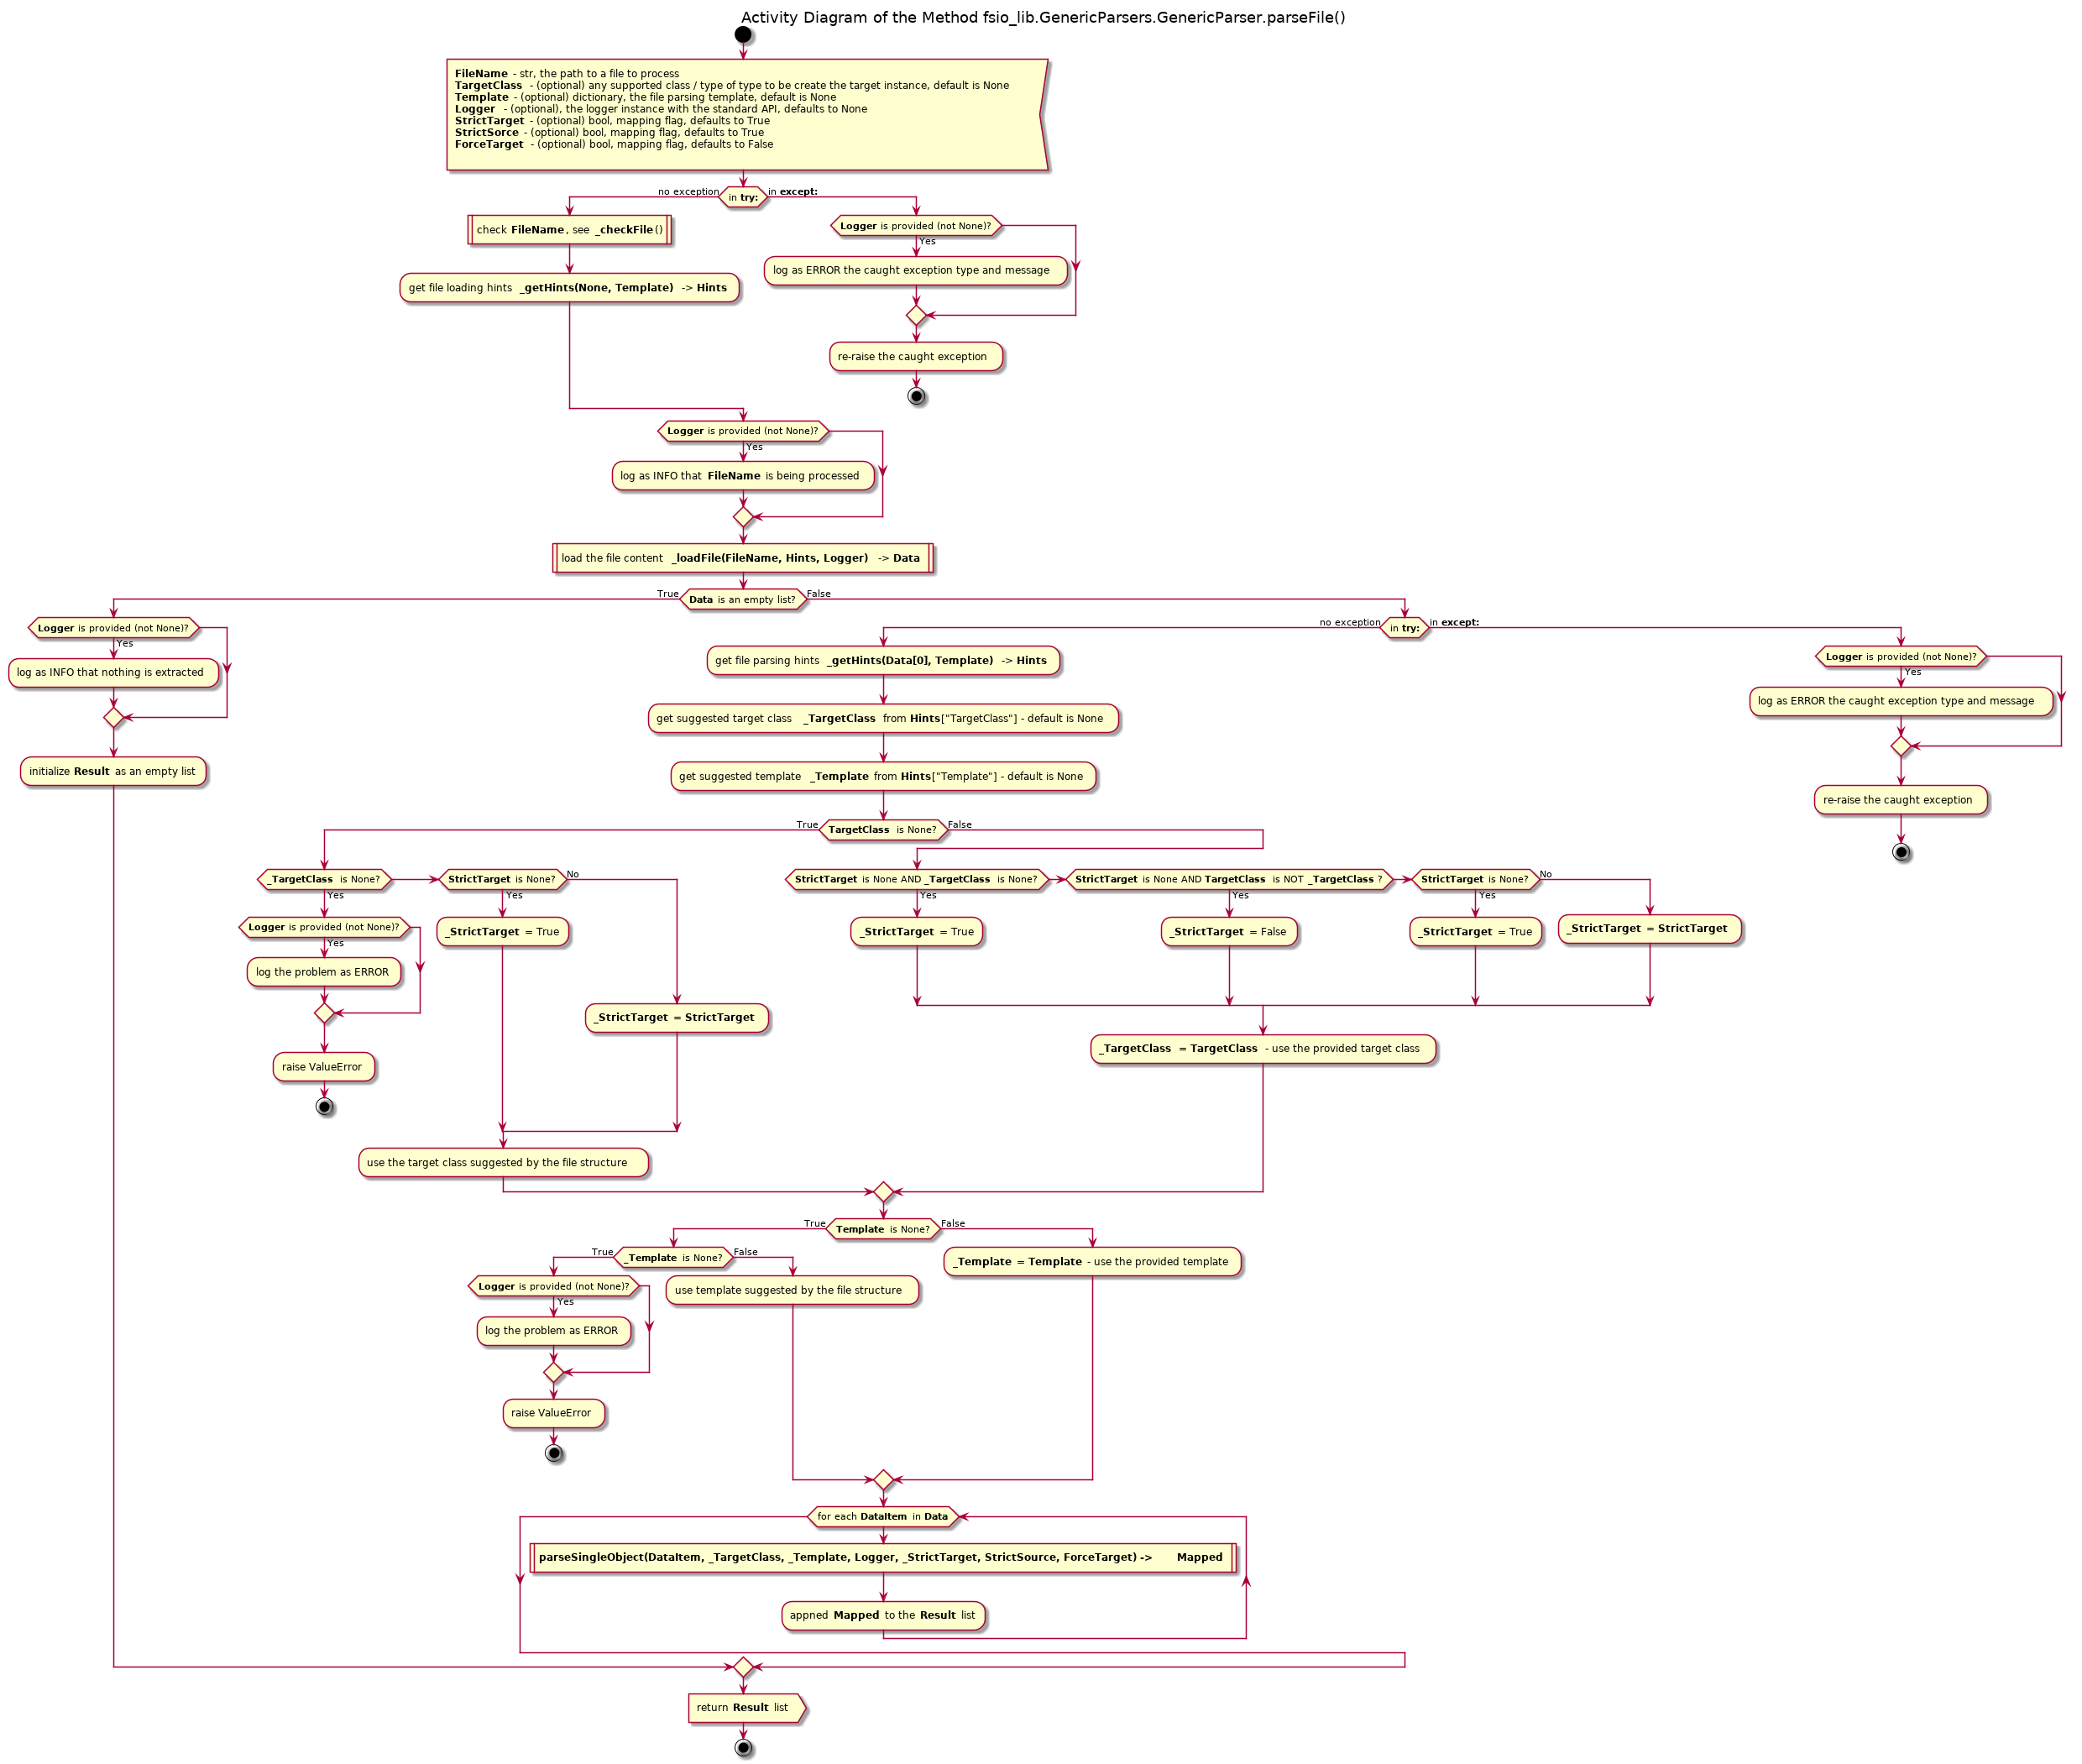 Activity Diagram of the Method fsio_lib.GenericParsers.GenericParser.parseFile()
FileName - str, the path to a file to process
TargetClass - (optional) any supported class / type of type to be create the target instance, default is None
Template - (optional) dictionary, the file parsing template, default is None
Logger - (optional), the logger instance with the standard API, defaults to None
StrictTarget - (optional) bool, mapping flag, defaults to True
StrictSorce - (optional) bool, mapping flag, defaults to True
ForceTarget - (optional) bool, mapping flag, defaults to False
no exception
in try:
in except:
check FileName, see _checkFile()
get file loading hints _getHints(None, Template) -> Hints
Logger is provided (not None)?
Yes
log as ERROR the caught exception type and message
re-raise the caught exception
Logger is provided (not None)?
Yes
log as INFO that FileName is being processed
load the file content _loadFile(FileName, Hints, Logger) -> Data
True
Data is an empty list?
False
Logger is provided (not None)?
Yes
log as INFO that nothing is extracted
initialize Result as an empty list
no exception
in try:
in except:
get file parsing hints _getHints(Data[0], Template) -> Hints
get suggested target class _TargetClass from Hints["TargetClass"] - default is None
get suggested template _Template from Hints["Template"] - default is None
Logger is provided (not None)?
Yes
log as ERROR the caught exception type and message
re-raise the caught exception
True
TargetClass is None?
False
_TargetClass is None?
Yes
Logger is provided (not None)?
Yes
log the problem as ERROR
raise ValueError
StrictTarget is None?
Yes
No
_StrictTarget = True
_StrictTarget = StrictTarget
use the target class suggested by the file structure
StrictTarget is None AND _TargetClass is None?
Yes
_StrictTarget = True
StrictTarget is None AND TargetClass is NOT _TargetClass ?
Yes
_StrictTarget = False
StrictTarget is None?
Yes
No
_StrictTarget = True
_StrictTarget = StrictTarget
_TargetClass = TargetClass - use the provided target class
True
Template is None?
False
True
_Template is None?
False
Logger is provided (not None)?
Yes
log the problem as ERROR
raise ValueError
use template suggested by the file structure
_Template = Template - use the provided template
for each DataItem in Data
parseSingleObject(DataItem, _TargetClass, _Template, Logger, _StrictTarget, StrictSource, ForceTarget) -> Mapped
appned Mapped to the Result list
return Result list